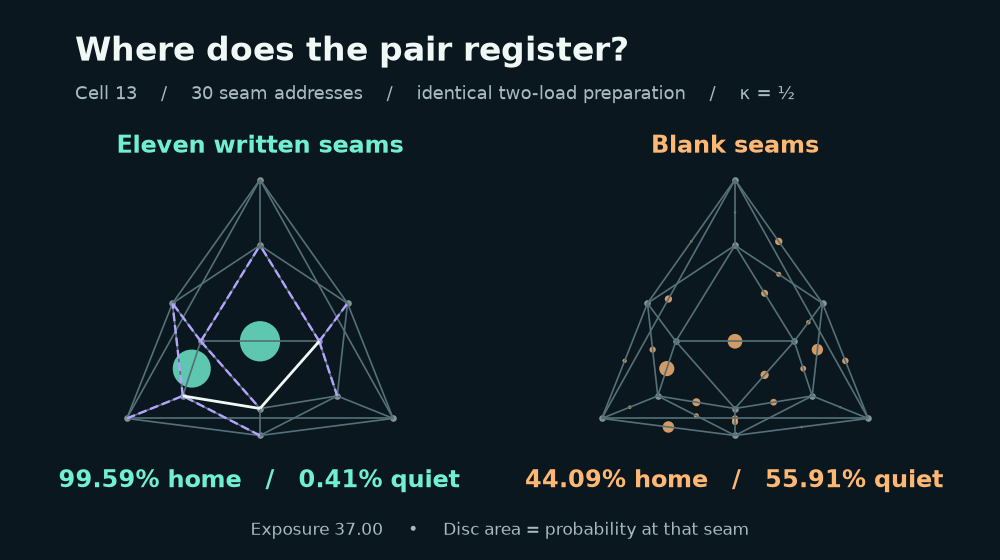 Where does the pair register?
Cell 13 / 30 seam addresses / identical two-load preparation / κ = ½
Eleven written seams
Blank seams
99.59% home / 0.41% quiet
44.09% home / 55.91% quiet
Exposure 37.00 • Disc area = probability at that seam